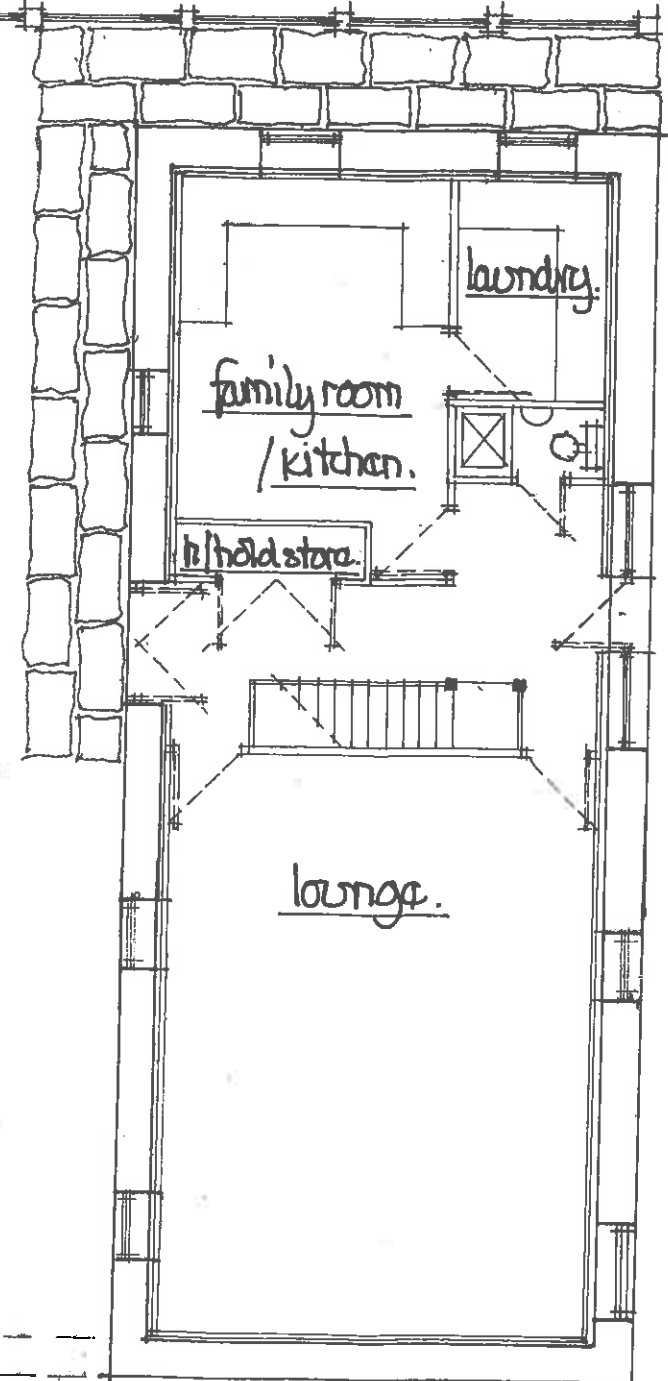 laundry.
family room
/kitchen.
h/hold store.
lounge.